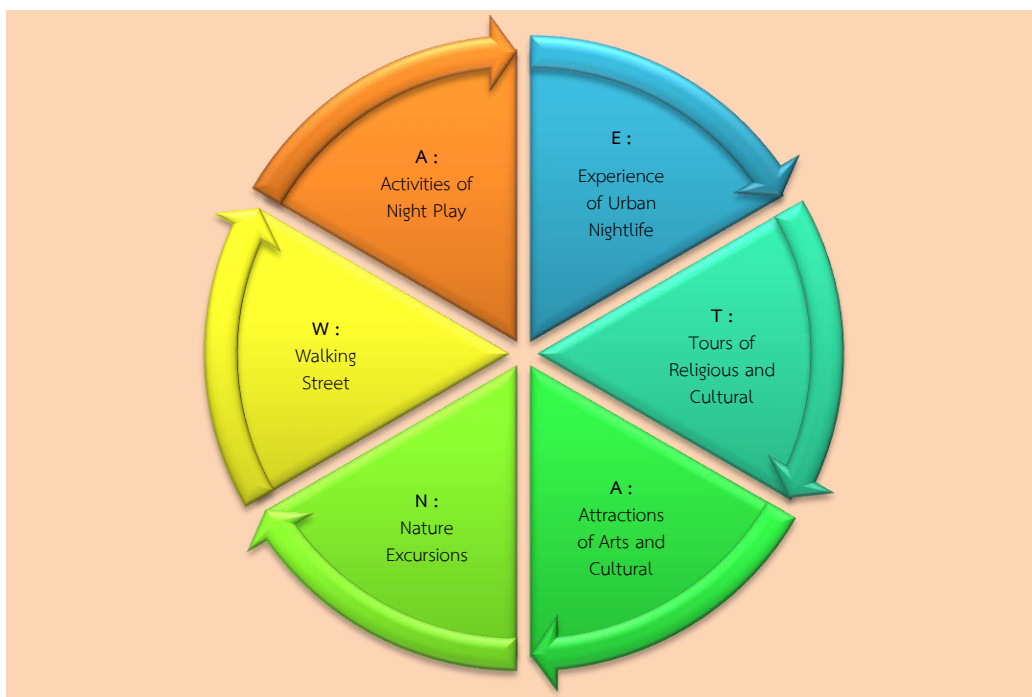 E :
Experience
of Urban
Nightlife
T :
Tours of
Religious and
Cultural
A :
Attractions
of Arts and
Cultural
N :
Nature
Excursions
W :
Walking
Street
A :
Activities of
Night Play